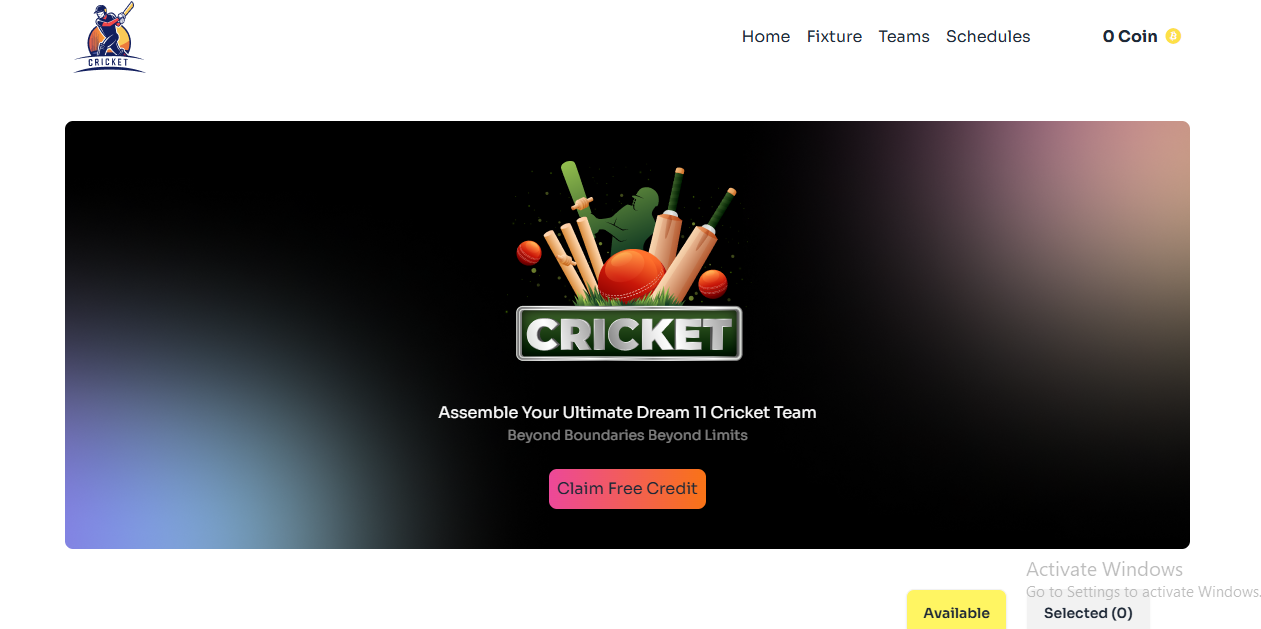 CRICKET
Home Fixture Teams Schedules 0 Coin
CRICKET
Assemble Your Ultimate Dream 11 Cricket Team
Beyond Boundaries Beyond Limits
Claim Free Credit
Activate Windows
Go to Settings to activate Windows.
Available Selected (0)